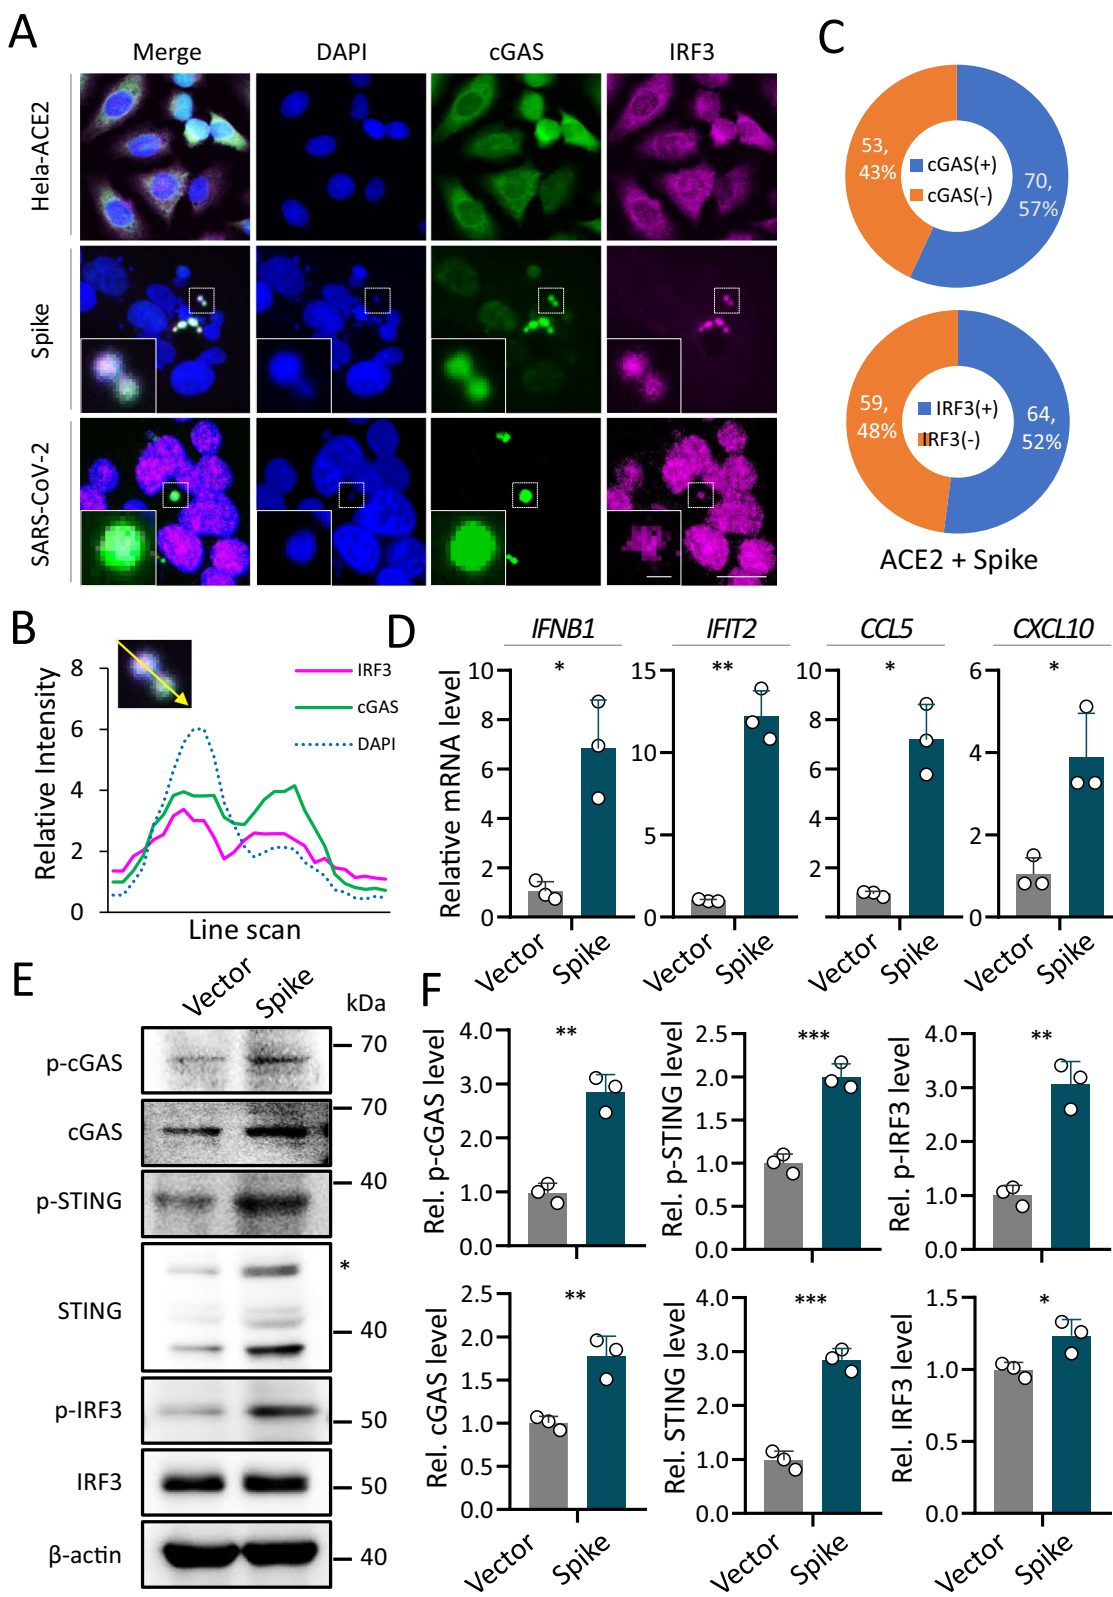 A
Merge DAPI cGAS IRF3
Hela-ACE2
Spike
SARS-CoV-2
C
53,
43%
cGAS(+)
cGAS(-)
70,
57%
59,
48%
IRF3(+)
IRF3(-)
64,
52%
ACE2 + Spike
B
Relative Intensity
8
6
4
2
0
IRF3
cGAS
DAPI
Line scan
D
IFNB1 IFIT2 CCL5 CXCL10
Relative mRNA level
10
8
6
4
2
0
*
Vector Spike
15
10
5
0
**
Vector Spike
10
8
6
4
2
0
*
Vector Spike
6
4
2
0
*
Vector Spike
E
Vector Spike kDa
p-cGAS 70
cGAS 70
p-STING 40
*
STING 40
p-IRF3 50
IRF3 50
β-actin 40
F
Rel. p-cGAS level
4.0
3.0
2.0
1.0
0.0
**
Rel. p-STING level
2.5
2.0
1.5
1.0
0.5
0.0
***
Rel. p-IRF3 level
4.0
3.0
2.0
1.0
0.0
**
Rel. cGAS level
2.5
2.0
1.5
1.0
0.5
0.0
**
Vector Spike
Rel. STING level
4.0
3.0
2.0
1.0
0.0
***
Vector Spike
Rel. IRF3 level
1.5
1.0
0.5
0.0
*
Vector Spike